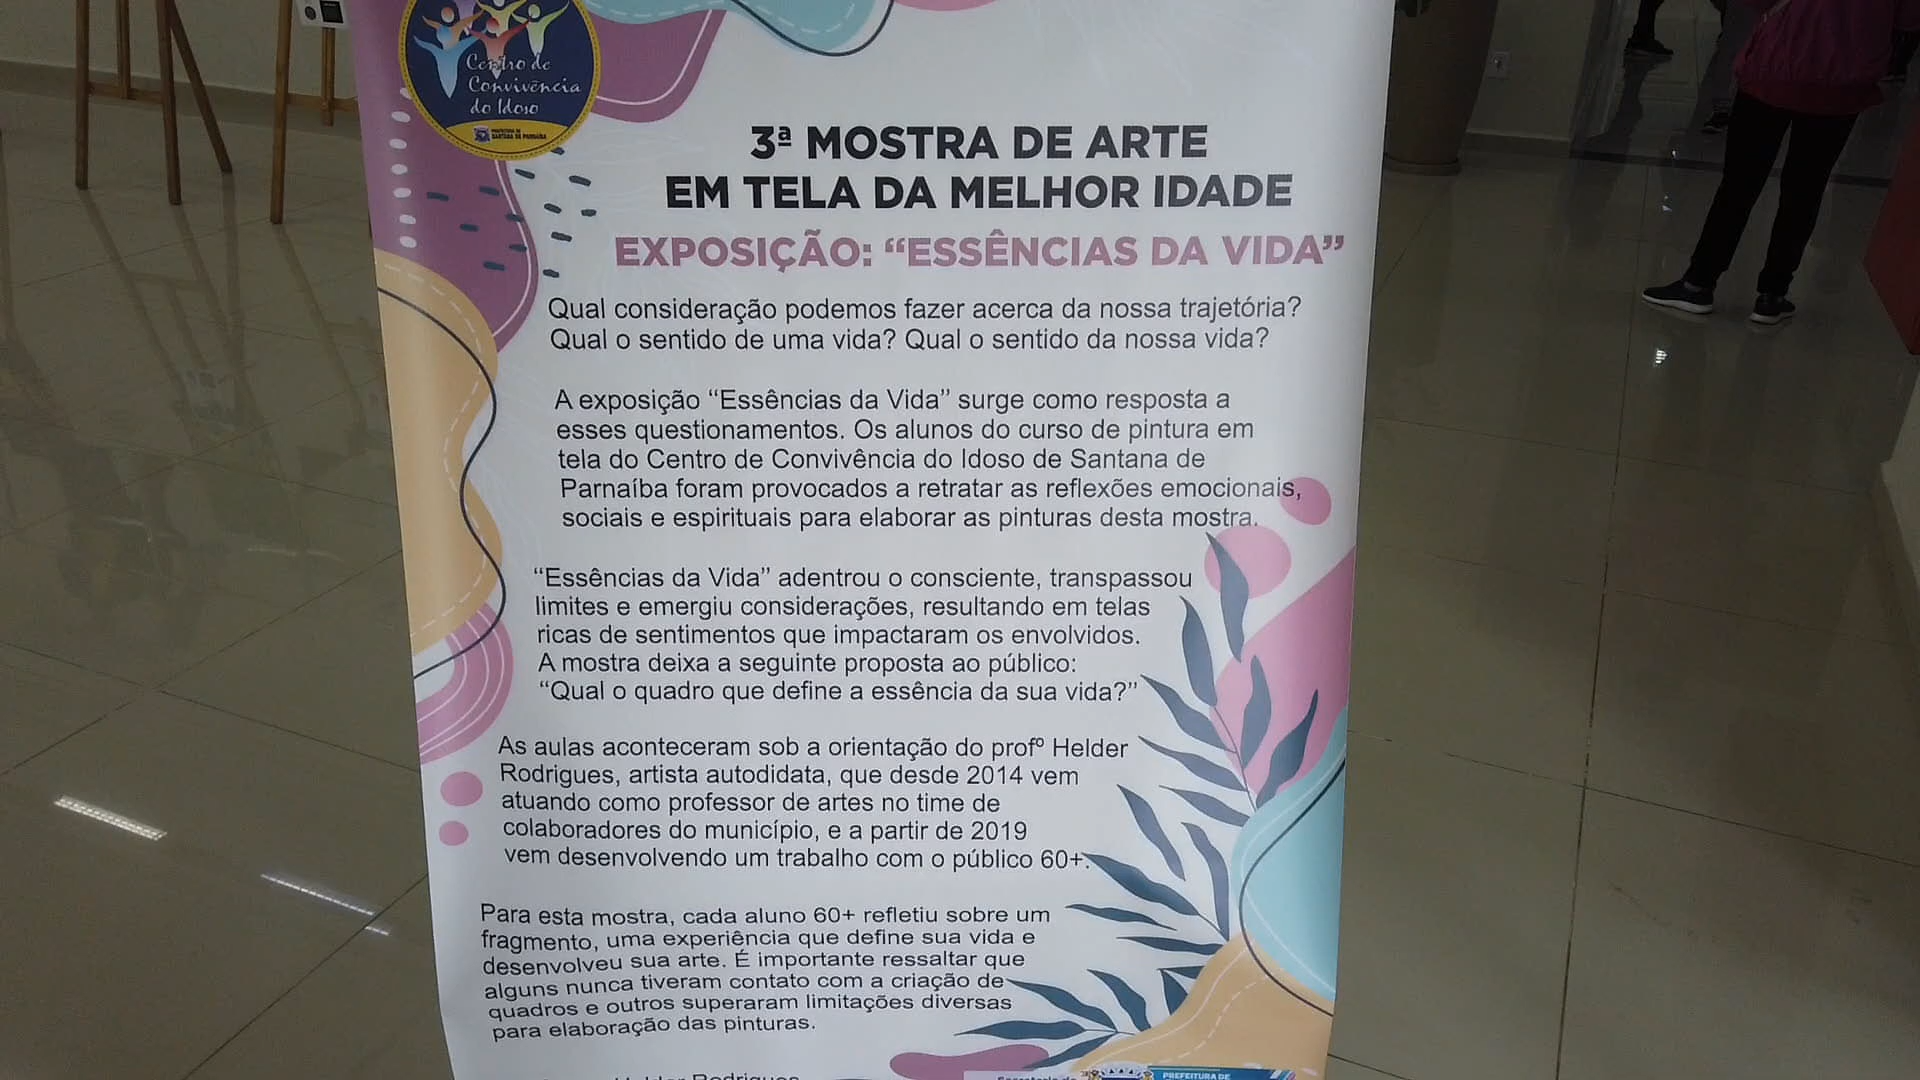 Centro de
Convivência
do Idoso
PREFEITURA DE
SANTANA DE PARNAÍBA
3ª MOSTRA DE ARTE
EM TELA DA MELHOR IDADE
EXPOSIÇÃO: “ESSÊNCIAS DA VIDA”
Qual consideração podemos fazer acerca da nossa trajetória?
Qual o sentido de uma vida? Qual o sentido da nossa vida?
A exposição “Essências da Vida” surge como resposta a
esses questionamentos. Os alunos do curso de pintura em
tela do Centro de Convivência do Idoso de Santana de
Parnaíba foram provocados a retratar as reflexões emocionais,
sociais e espirituais para elaborar as pinturas desta mostra.
“Essências da Vida” adentrou o consciente, transpassou
limites e emergiu considerações, resultando em telas
ricas de sentimentos que impactaram os envolvidos.
A mostra deixa a seguinte proposta ao público:
“Qual o quadro que define a essência da sua vida?”
As aulas aconteceram sob a orientação do profº Helder
Rodrigues, artista autodidata, que desde 2014 vem
atuando como professor de artes no time de
colaboradores do município, e a partir de 2019
vem desenvolvendo um trabalho com o público 60+.
Para esta mostra, cada aluno 60+ refletiu sobre um
fragmento, uma experiência que define sua vida e
desenvolveu sua arte. É importante ressaltar que
alguns nunca tiveram contato com a criação de
quadros e outros superaram limitações diversas
para elaboração das pinturas.
Helder Rodrigues
Secretaria de
PREFEITURA DE